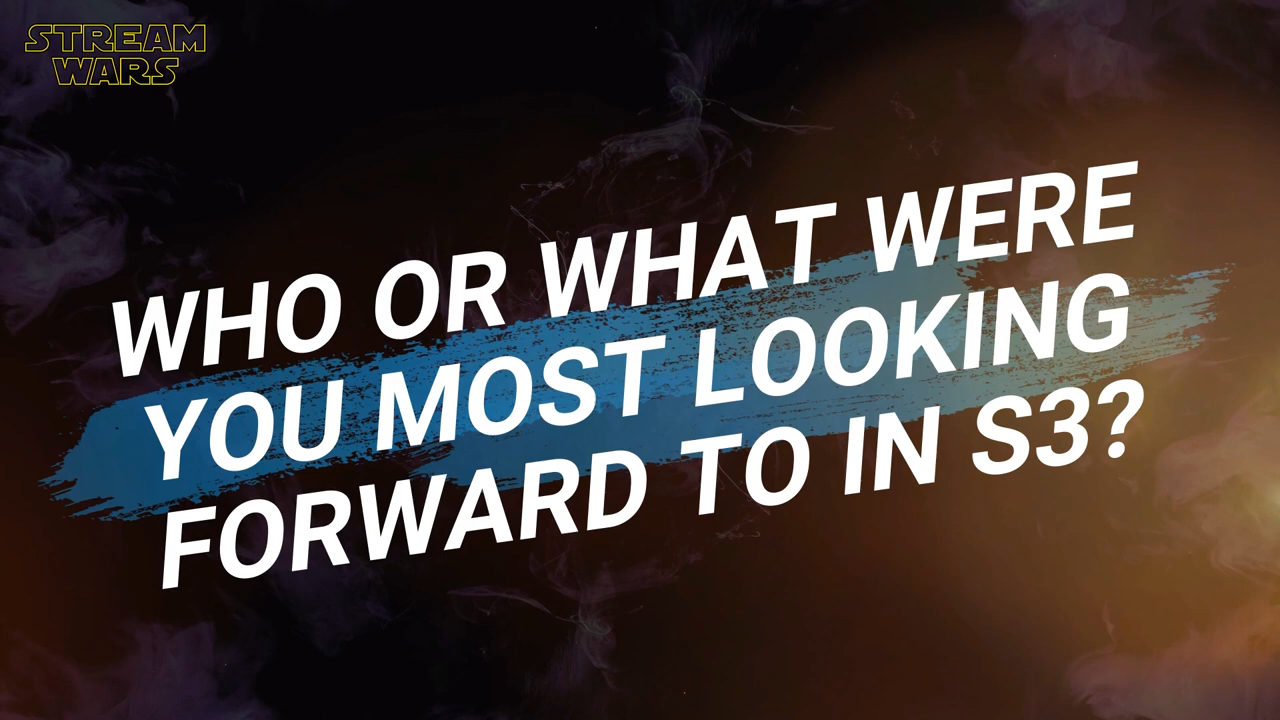 STREAM
WARS
WHO OR WHAT WERE
YOU MOST LOOKING
FORWARD TO IN S3?